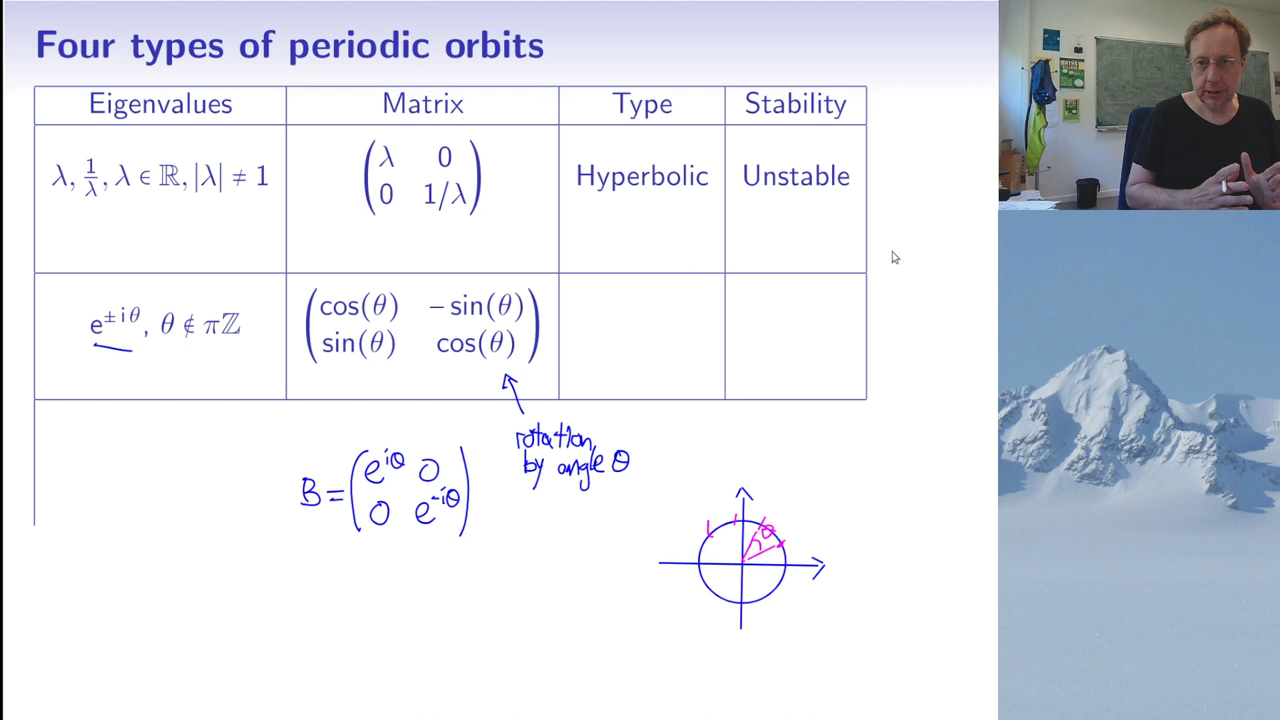 Four types of periodic orbits
Eigenvalues Matrix Type Stability
λ, 1/λ, λ ∈ ℝ, |λ| ≠ 1 (λ 0; 0 1/λ) Hyperbolic Unstable
e^{±iθ}, θ ∉ πℤ (cos(θ) −sin(θ); sin(θ) cos(θ))
rotation
by angle θ
B = (e^{iθ} 0; 0 e^{-iθ})
θ